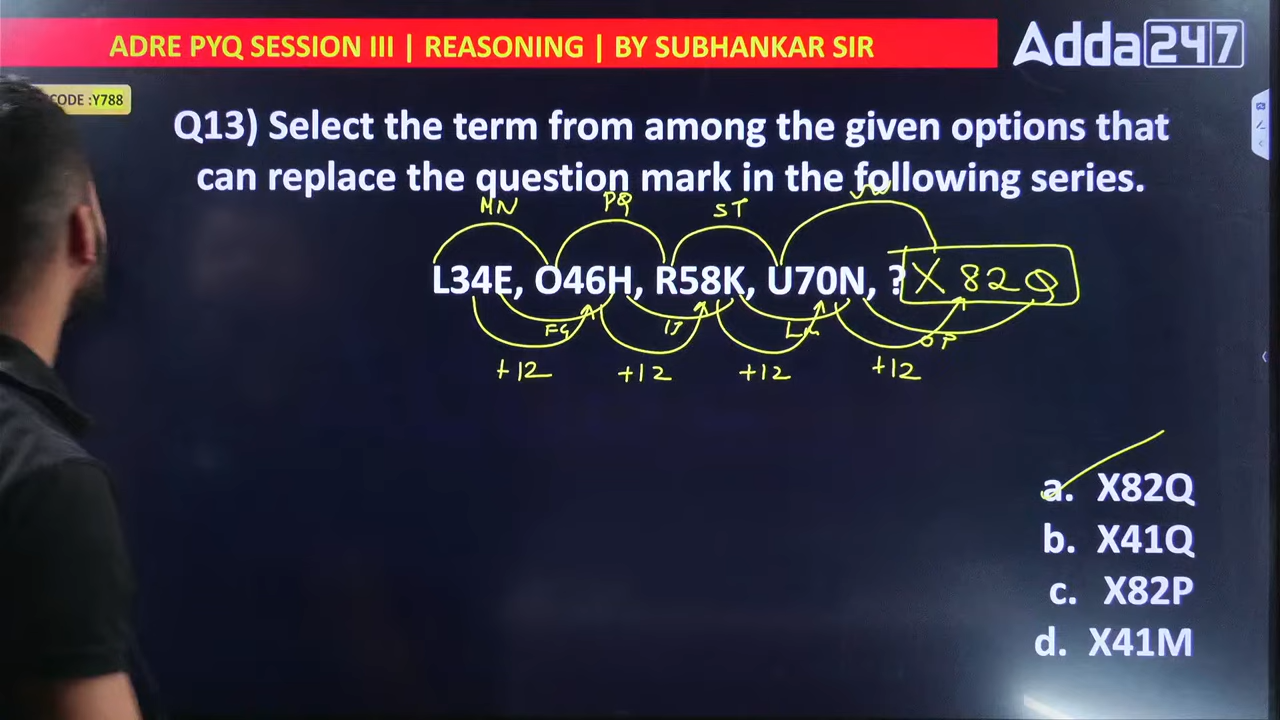 ADRE PYQ SESSION III | REASONING | BY SUBHANKAR SIR
Adda247
CODE :Y788
Q13) Select the term from among the given options that
can replace the question mark in the following series.
MN PQ ST VW
L34E, O46H, R58K, U70N, ? X 82Q
FG IJ LM OP
+12 +12 +12 +12
a. X82Q
b. X41Q
c. X82P
d. X41M